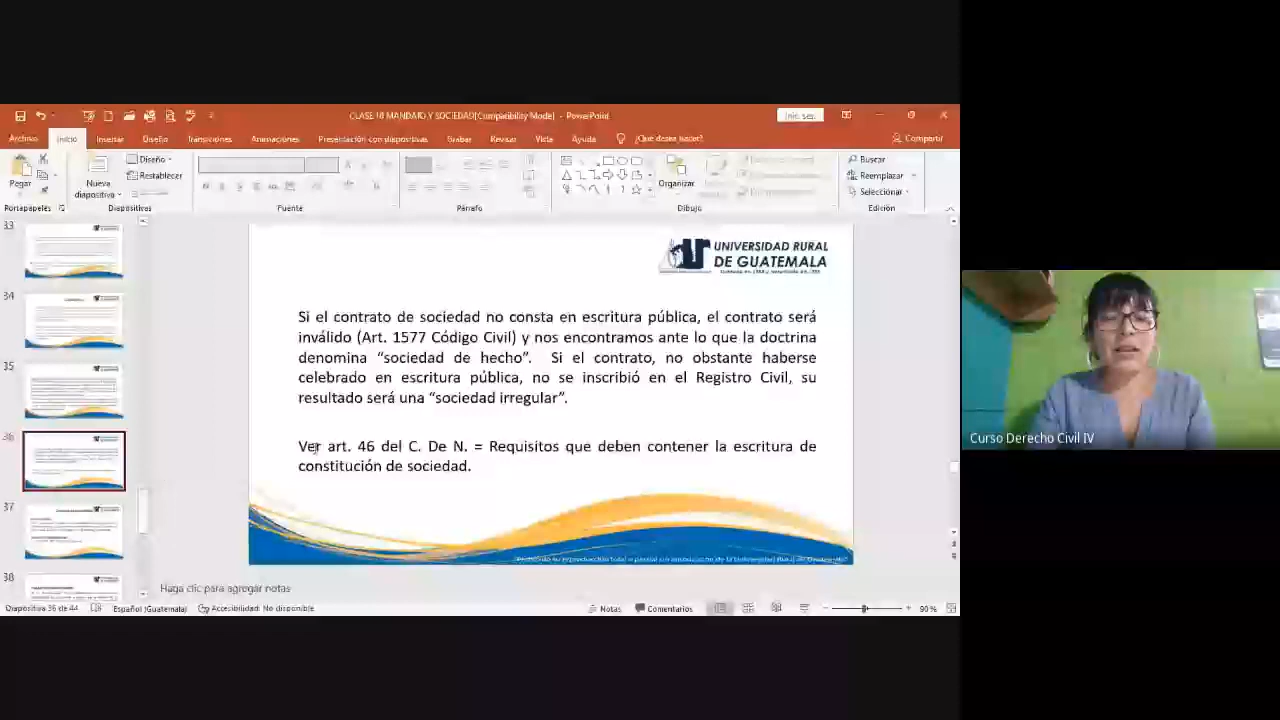 CLASE 10 MANDATO Y SOCIEDAD [Compatibility Mode] - PowerPoint
Inic. ses.
Archivo Inicio Insertar Diseño Transiciones Animaciones Presentación con diapositivas Grabar Revisar Vista Ayuda ¿Qué desea hacer? Compartir
Pegar
Nueva diapositiva
Diseño
Restablecer
Organizar
Buscar
Reemplazar
Seleccionar
Portapapeles Diapositivas Fuente Párrafo Dibujo Edición
33
34
35
36
37
38
UNIVERSIDAD RURAL
DE GUATEMALA
Si el contrato de sociedad no consta en escritura pública, el contrato será
inválido (Art. 1577 Código Civil) y nos encontramos ante lo que la doctrina
denomina “sociedad de hecho”. Si el contrato, no obstante haberse
celebrado en escritura pública, no se inscribió en el Registro Civil, su
resultado será una “sociedad irregular”.
Ver art. 46 del C. De N. = Requisitos que deben contener la escritura de
constitución de sociedad.
Haga clic para agregar notas
Diapositiva 36 de 44 Español (Guatemala) Accesibilidad: No disponible Notas Comentarios 90%
Curso Derecho Civil IV